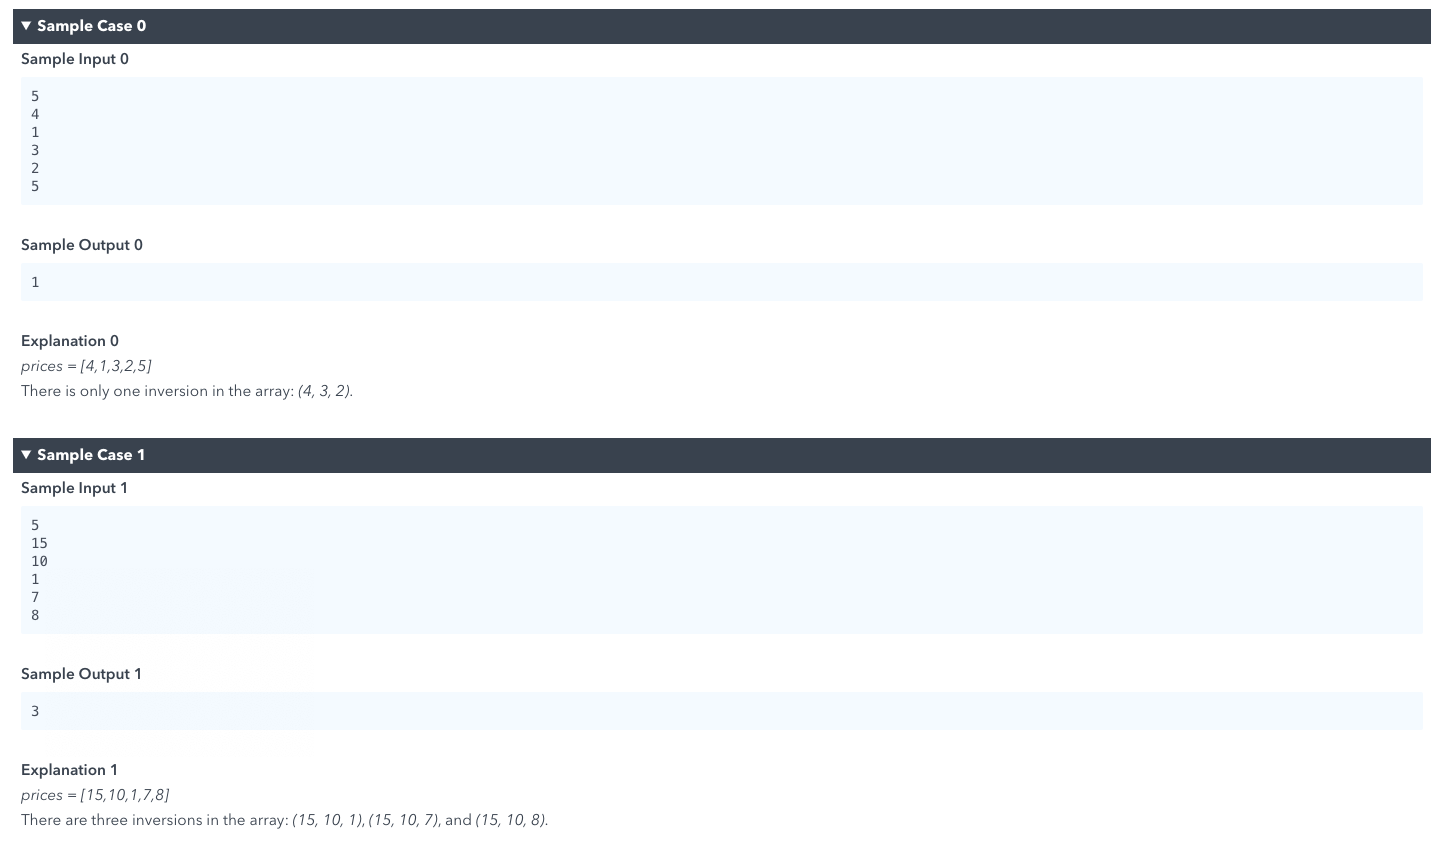 Sample Case 0
Sample Input 0
5
4
1
3
2
5
Sample Output 0
1
Explanation 0
prices = [4,1,3,2,5]
There is only one inversion in the array: (4, 3, 2).
Sample Case 1
Sample Input 1
5
15
10
1
7
8
Sample Output 1
3
Explanation 1
prices = [15,10,1,7,8]
There are three inversions in the array: (15, 10, 1), (15, 10, 7), and (15, 10, 8).